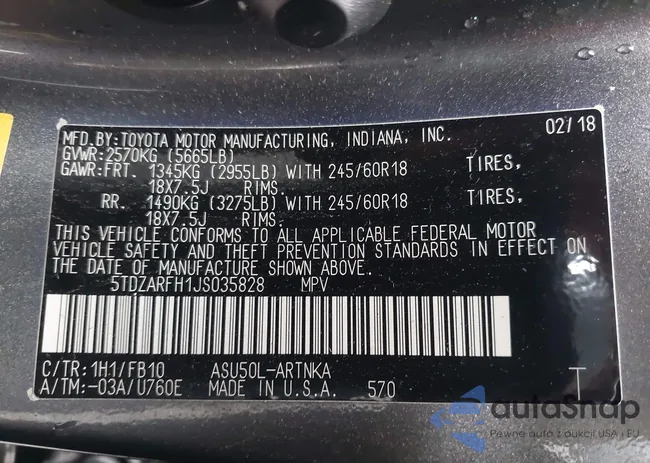 MFD.BY:TOYOTA MOTOR MANUFACTURING, INDIANA, INC. 02/18
GVWR:2570KG (5665LB)
GAWR:FRT. 1345KG (2955LB) WITH 245/60R18 TIRES,
18X7.5J RIMS.
RR. 1490KG (3275LB) WITH 245/60R18 TIRES,
18X7.5J RIMS.
THIS VEHICLE CONFORMS TO ALL APPLICABLE FEDERAL MOTOR
VEHICLE SAFETY AND THEFT PREVENTION STANDARDS IN EFFECT ON
THE DATE OF MANUFACTURE SHOWN ABOVE.
5TDZARFH1JS035828 MPV
C/TR:1H1/FB10 ASU50L-ARTNKA
A/TM:-03A/U760E MADE IN U.S.A. 570 T
autoSnap
Pewne auto z aukcji USA i EU